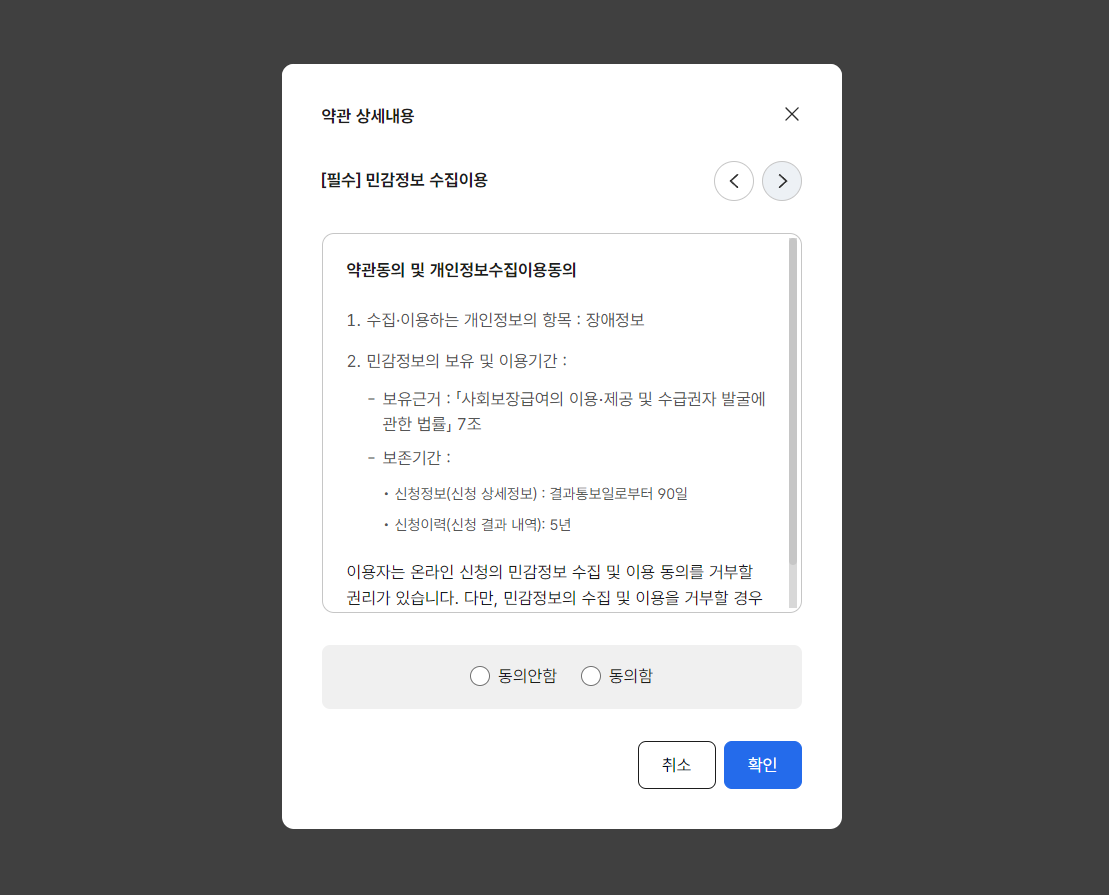 약관 상세내용
[필수] 민감정보 수집이용
약관동의 및 개인정보수집이용동의
1. 수집·이용하는 개인정보의 항목 : 장애정보
2. 민감정보의 보유 및 이용기간 :
- 보유근거 : 「사회보장급여의 이용·제공 및 수급권자 발굴에
관한 법률」 7조
- 보존기간 :
• 신청정보(신청 상세정보) : 결과통보일로부터 90일
• 신청이력(신청 결과 내역): 5년
이용자는 온라인 신청의 민감정보 수집 및 이용 동의를 거부할
권리가 있습니다. 다만, 민감정보의 수집 및 이용을 거부할 경우
동의안함 동의함
취소 확인